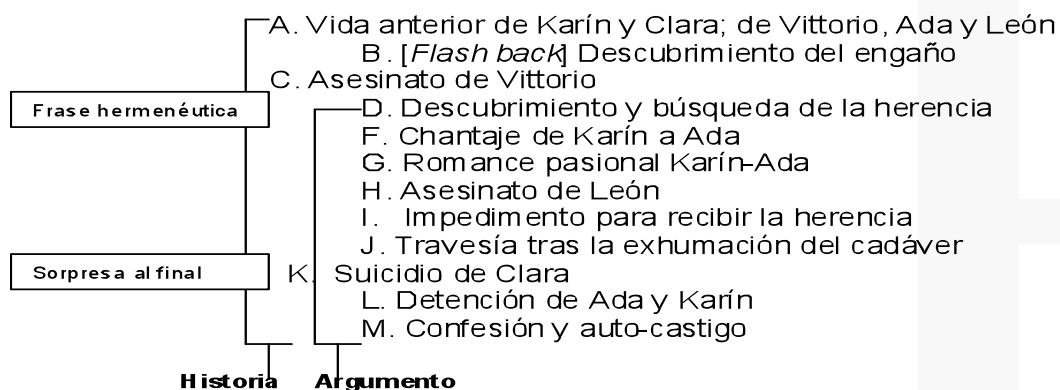 A. Vida anterior de Karín y Clara; de Vittorio, Ada y León
B. [Flash back] Descubrimiento del engaño
C. Asesinato de Vittorio
Frase hermenéutica
D. Descubrimiento y búsqueda de la herencia
F. Chantaje de Karín a Ada
G. Romance pasional Karín-Ada
H. Asesinato de León
I. Impedimento para recibir la herencia
J. Travesía tras la exhumación del cadáver
Sorpresa al final
K. Suicidio de Clara
L. Detención de Ada y Karín
M. Confesión y auto-castigo
Historia Argumento